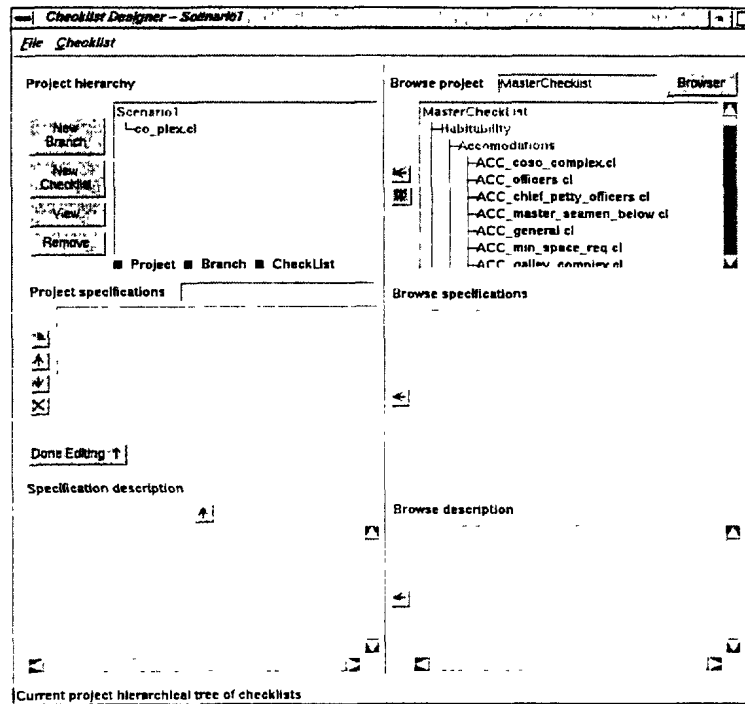 Checklist Designer – Scenario1
File Checklist
Project hierarchy
New Branch
New Checklist
View
Remove
Scenario1
co_plex.cl
Project Branch CheckList
Project specifications
Done Editing
Specification description
Browse project MasterChecklist Browser
MasterCheckList
Habitability
Accomodations
ACC_coso_complex.cl
ACC_officers cl
ACC_chief_petty_officers cl
ACC_master_seamen_below cl
ACC_general cl
ACC_min_space_req cl
ACC_galley_complex.cl
Browse specifications
Browse description
Current project hierarchical tree of checklists